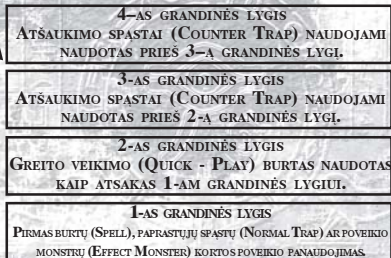 4–AS GRANDINĖS LYGIS
ATŠAUKIMO SPASTAI (COUNTER TRAP) NAUDOJAMI
NAUDOTAS PRIEŠ 3–Ą GRANDINĖS LYGĮ.
3-AS GRANDINĖS LYGIS
ATŠAUKIMO SPASTAI (COUNTER TRAP) NAUDOJAMI
NAUDOTAS PRIEŠ 2-Ą GRANDINĖS LYGĮ.
2-AS GRANDINĖS LYGIS
GREITO VEIKIMO (QUICK - PLAY) BURTAS NAUDOTAS
KAIP ATSAKAS 1-AM GRANDINĖS LYGIUI.
1-AS GRANDINĖS LYGIS
PIRMAS BURTŲ (SPELL), PAPRASTŲJŲ SPĄSTŲ (NORMAL TRAP) AR POVEIKIO
MONSTRŲ (EFFECT MONSTER) KORTOS POVEIKIO PANAUDOJIMAS.